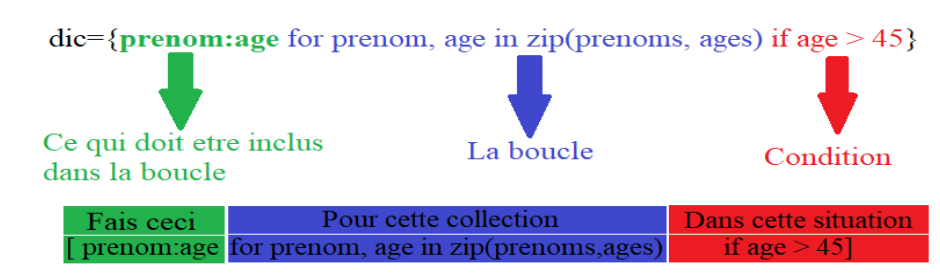 dic={prenom:age for prenom, age in zip(prenoms, ages) if age > 45}
Ce qui doit etre inclus
dans la boucle
La boucle
Condition
Fais ceci Pour cette collection Dans cette situation
[ prenom:age for prenom, age in zip(prenoms,ages) if age > 45]